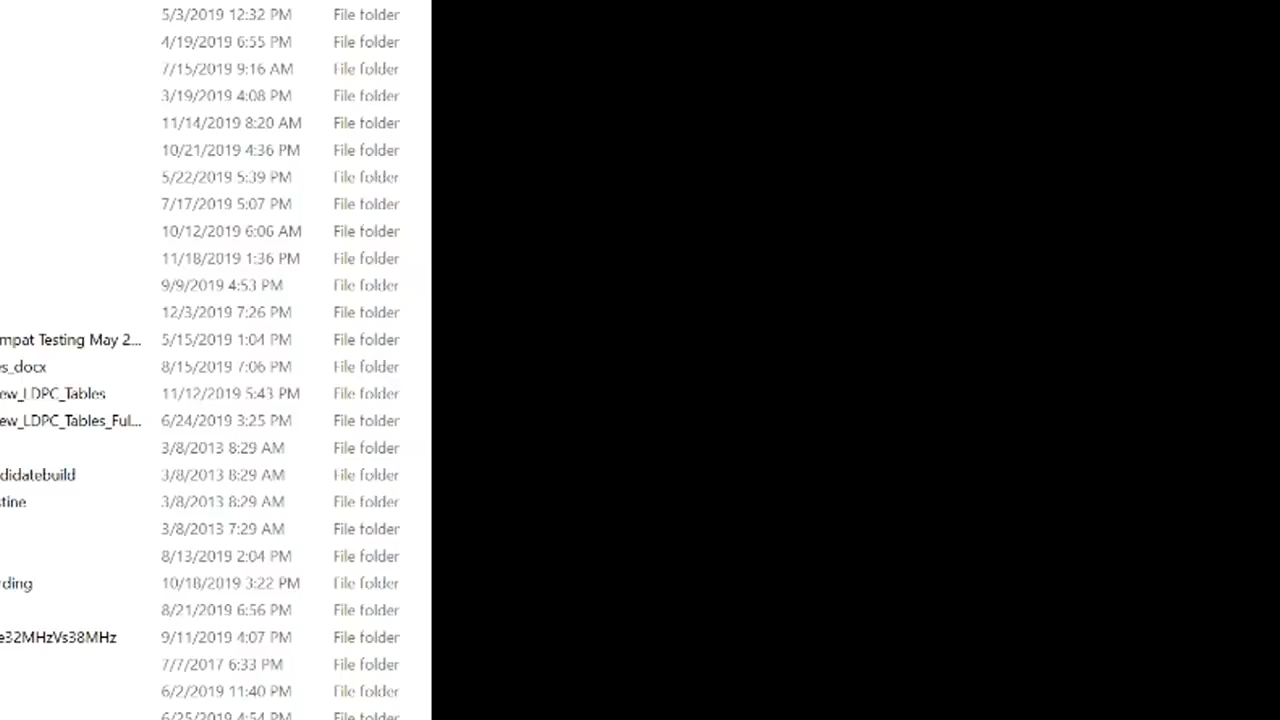 5/3/2019 12:32 PM File folder
4/19/2019 6:55 PM File folder
7/15/2019 9:16 AM File folder
3/19/2019 4:08 PM File folder
11/14/2019 8:20 AM File folder
10/21/2019 4:36 PM File folder
5/22/2019 5:39 PM File folder
7/17/2019 5:07 PM File folder
10/12/2019 6:06 AM File folder
11/18/2019 1:36 PM File folder
9/9/2019 4:53 PM File folder
12/3/2019 7:26 PM File folder
mpat Testing May 2... 5/15/2019 1:04 PM File folder
es_docx 8/15/2019 7:06 PM File folder
ew_LDPC_Tables 11/12/2019 5:43 PM File folder
ew_LDPC_Tables_Ful... 6/24/2019 3:25 PM File folder
3/8/2013 8:29 AM File folder
didatebuild 3/8/2013 8:29 AM File folder
stine 3/8/2013 8:29 AM File folder
3/8/2013 7:29 AM File folder
8/13/2019 2:04 PM File folder
rding 10/18/2019 3:22 PM File folder
8/21/2019 6:56 PM File folder
e32MHzVs38MHz 9/11/2019 4:07 PM File folder
7/7/2017 6:33 PM File folder
6/2/2019 11:40 PM File folder
6/25/2019 4:54 PM File folder